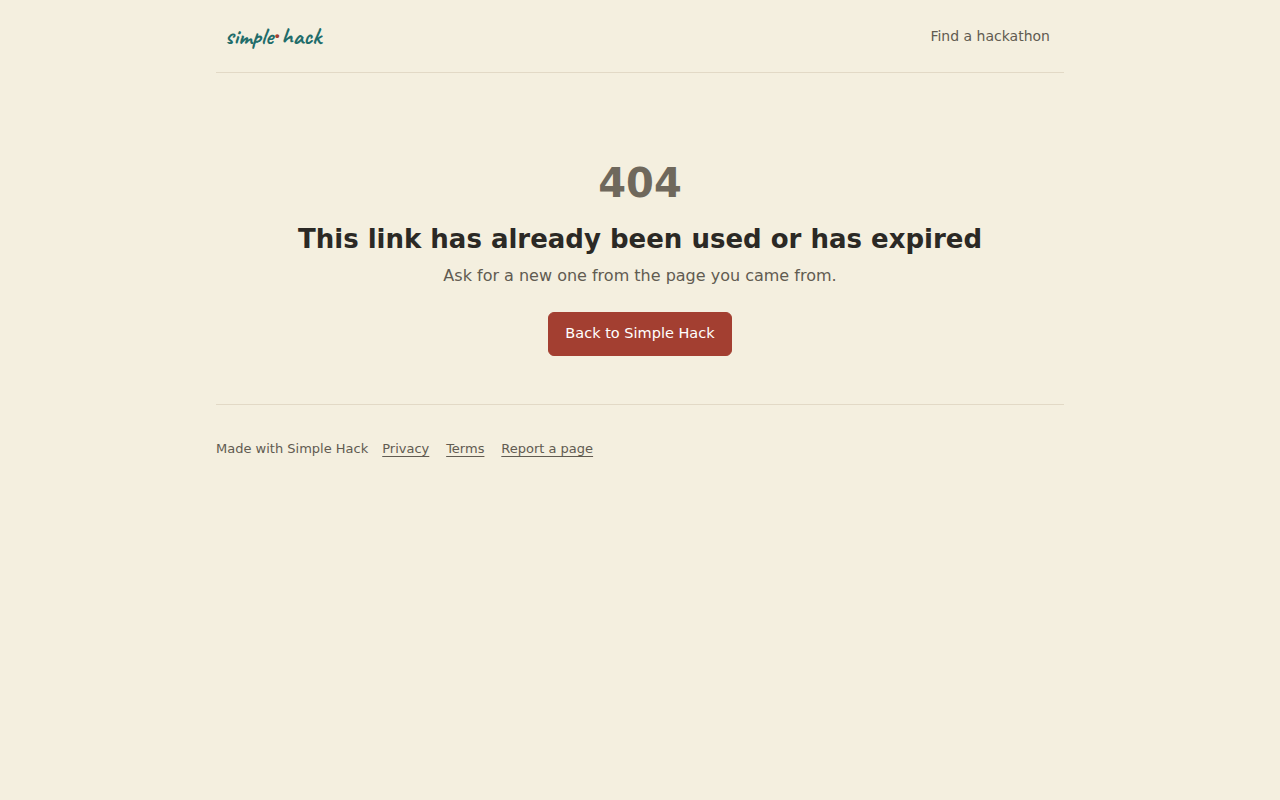 simple•hack
Find a hackathon
404
This link has already been used or has expired
Ask for a new one from the page you came from.
Back to Simple Hack
Made with Simple Hack Privacy Terms Report a page